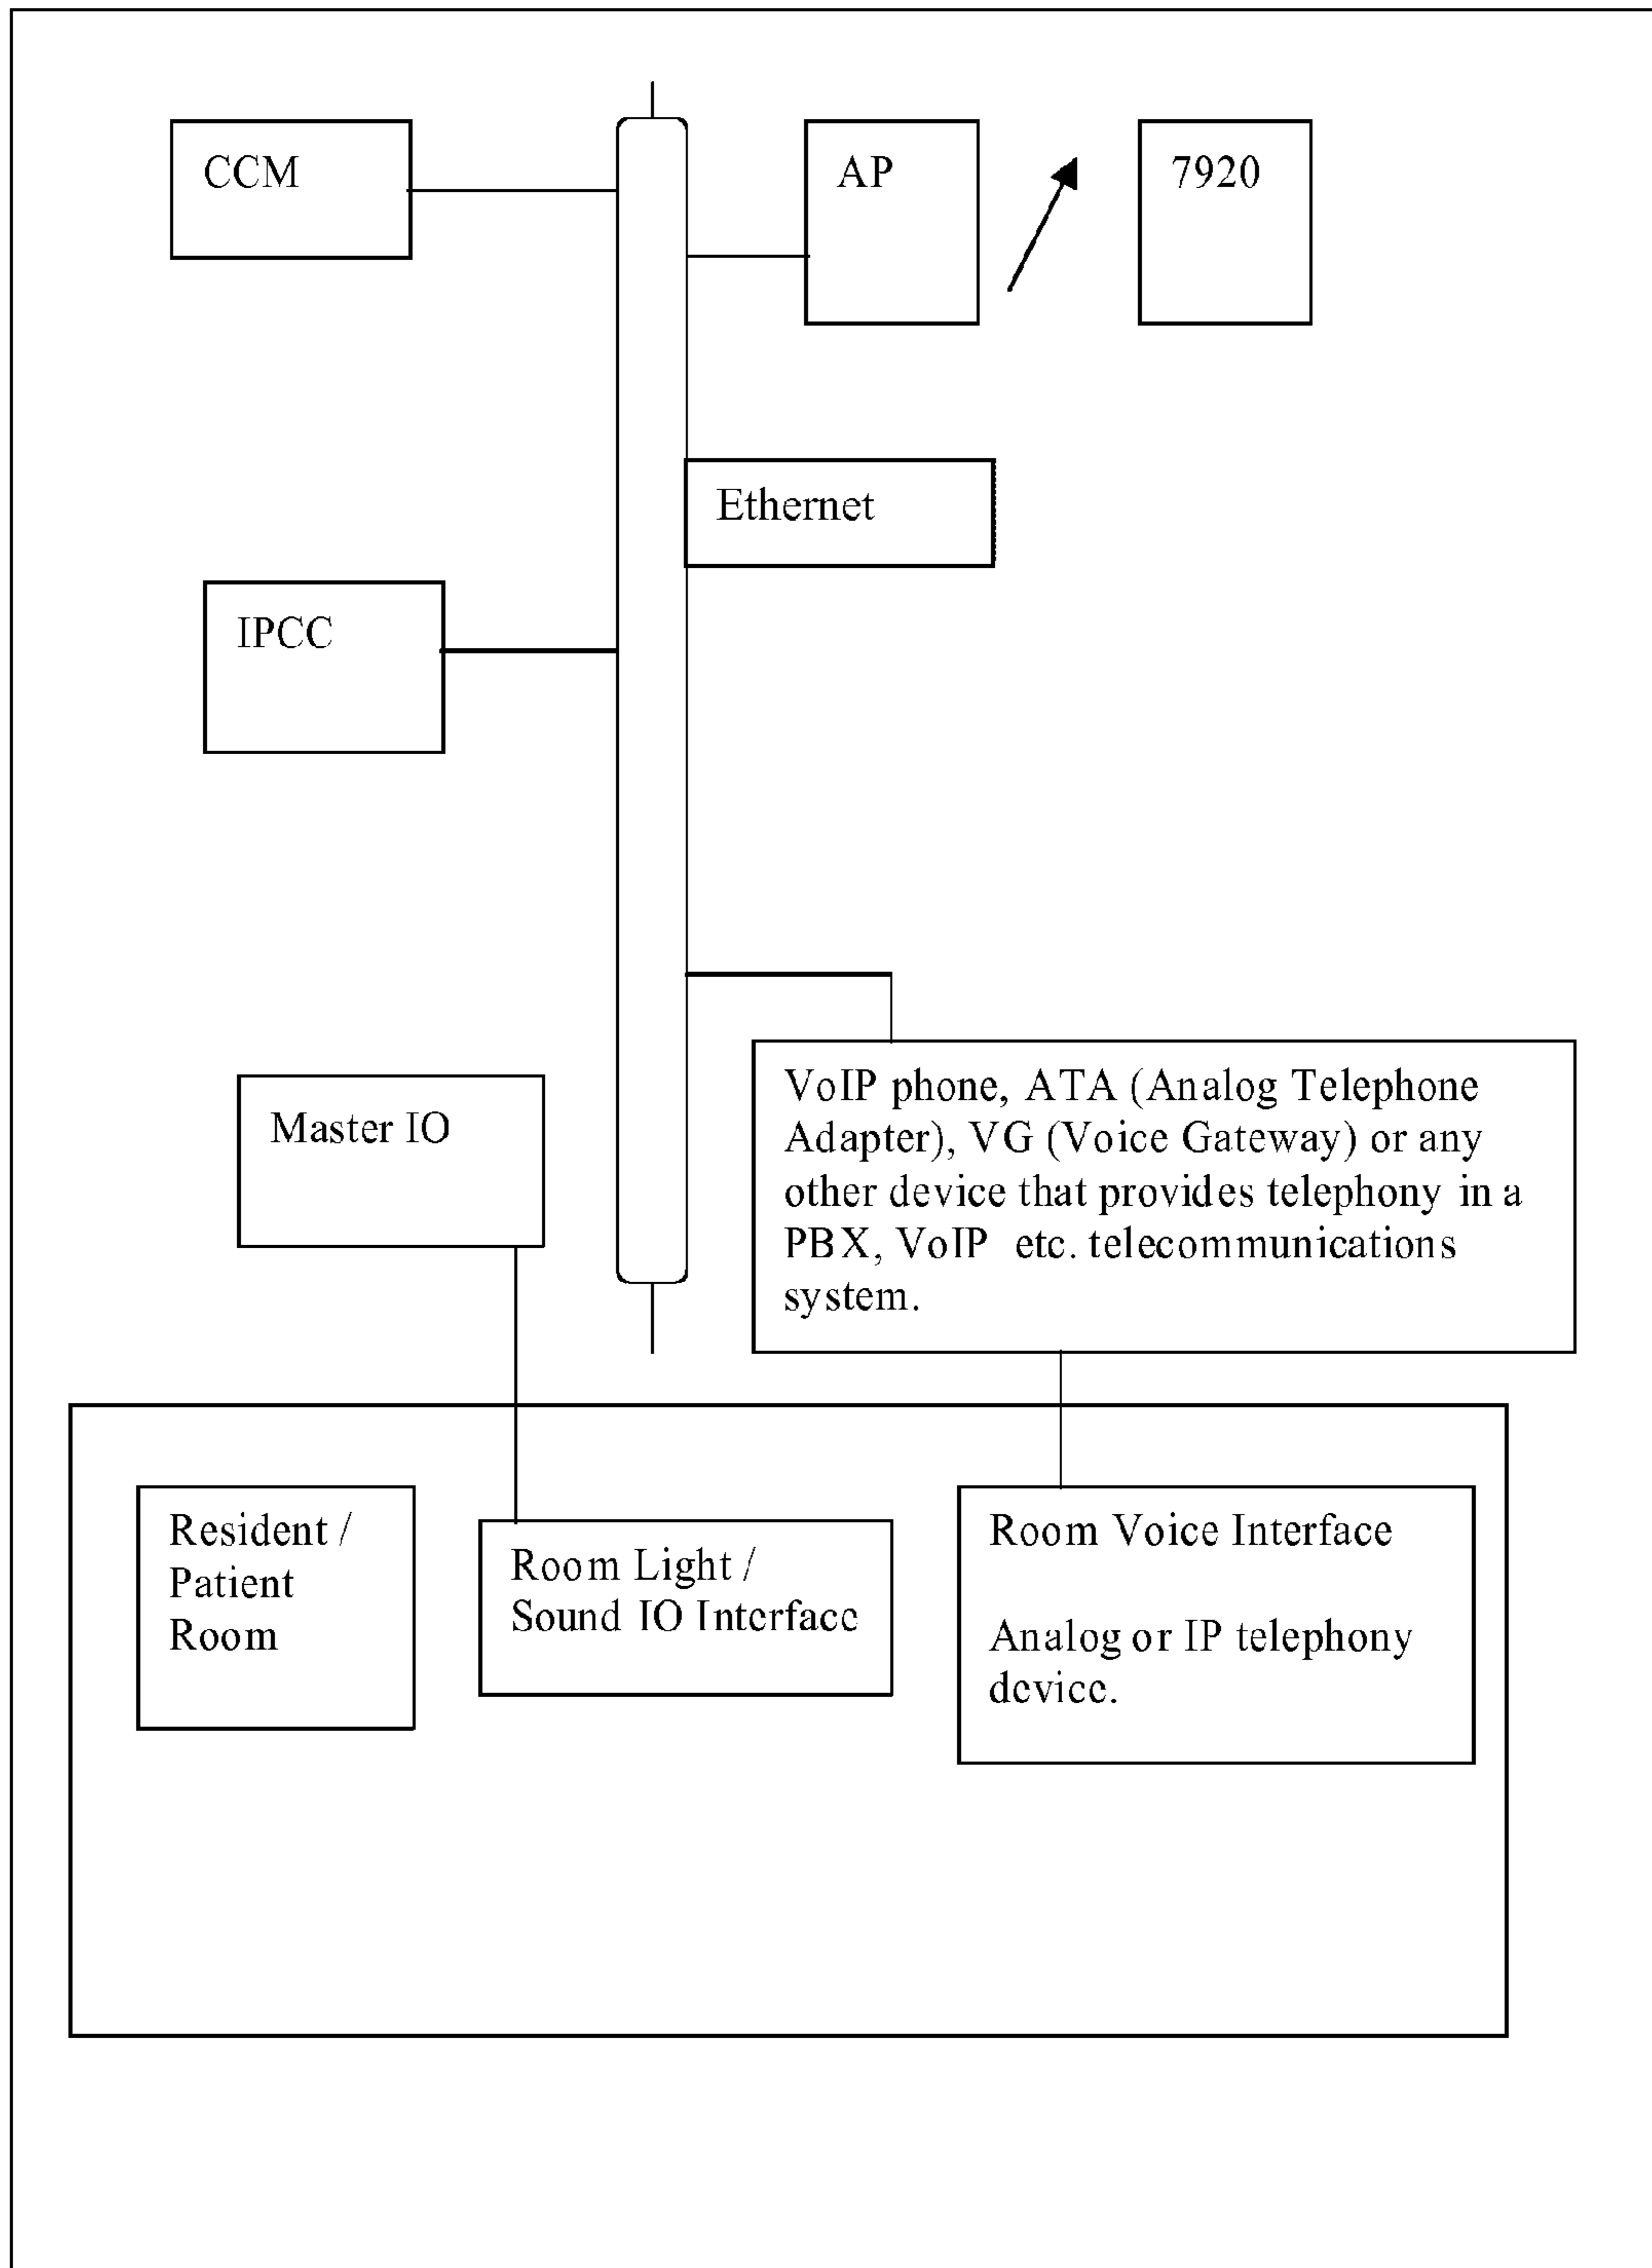 CCM
AP
7920
Ethernet
IPCC
Master IO
VoIP phone, ATA (Analog Telephone
Adapter), VG (Voice Gateway) or any
other device that provides telephony in a
PBX, VoIP etc. telecommunications
system.
Resident /
Patient
Room
Room Light /
Sound IO Interface
Room Voice Interface
Analog or IP telephony
device.